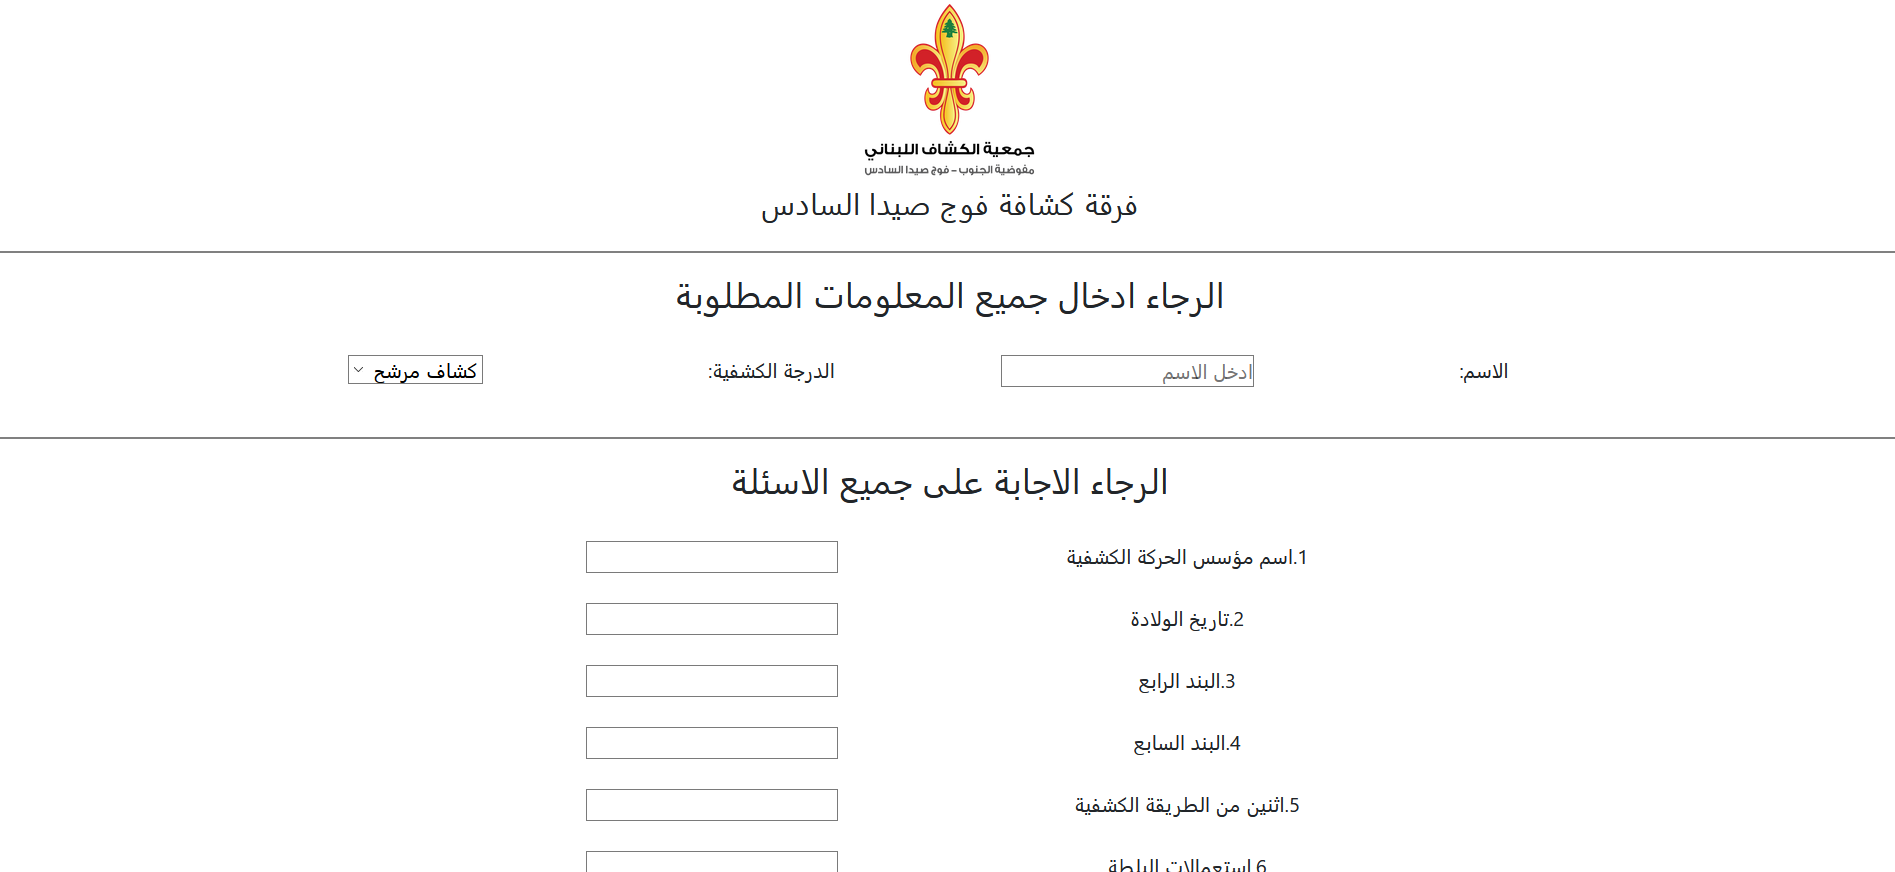 جمعية الكشاف اللبناني
مفوضية الجنوب - فوج صيدا السادس
فرقة كشافة فوج صيدا السادس
الرجاء ادخال جميع المعلومات المطلوبة
الاسم: ادخل الاسم الدرجة الكشفية: كشاف مرشح
الرجاء الاجابة على جميع الاسئلة
1.اسم مؤسس الحركة الكشفية
2.تاريخ الولادة
3.البند الرابع
4.البند السابع
5.اثنين من الطريقة الكشفية
6.استعمالات البلطة